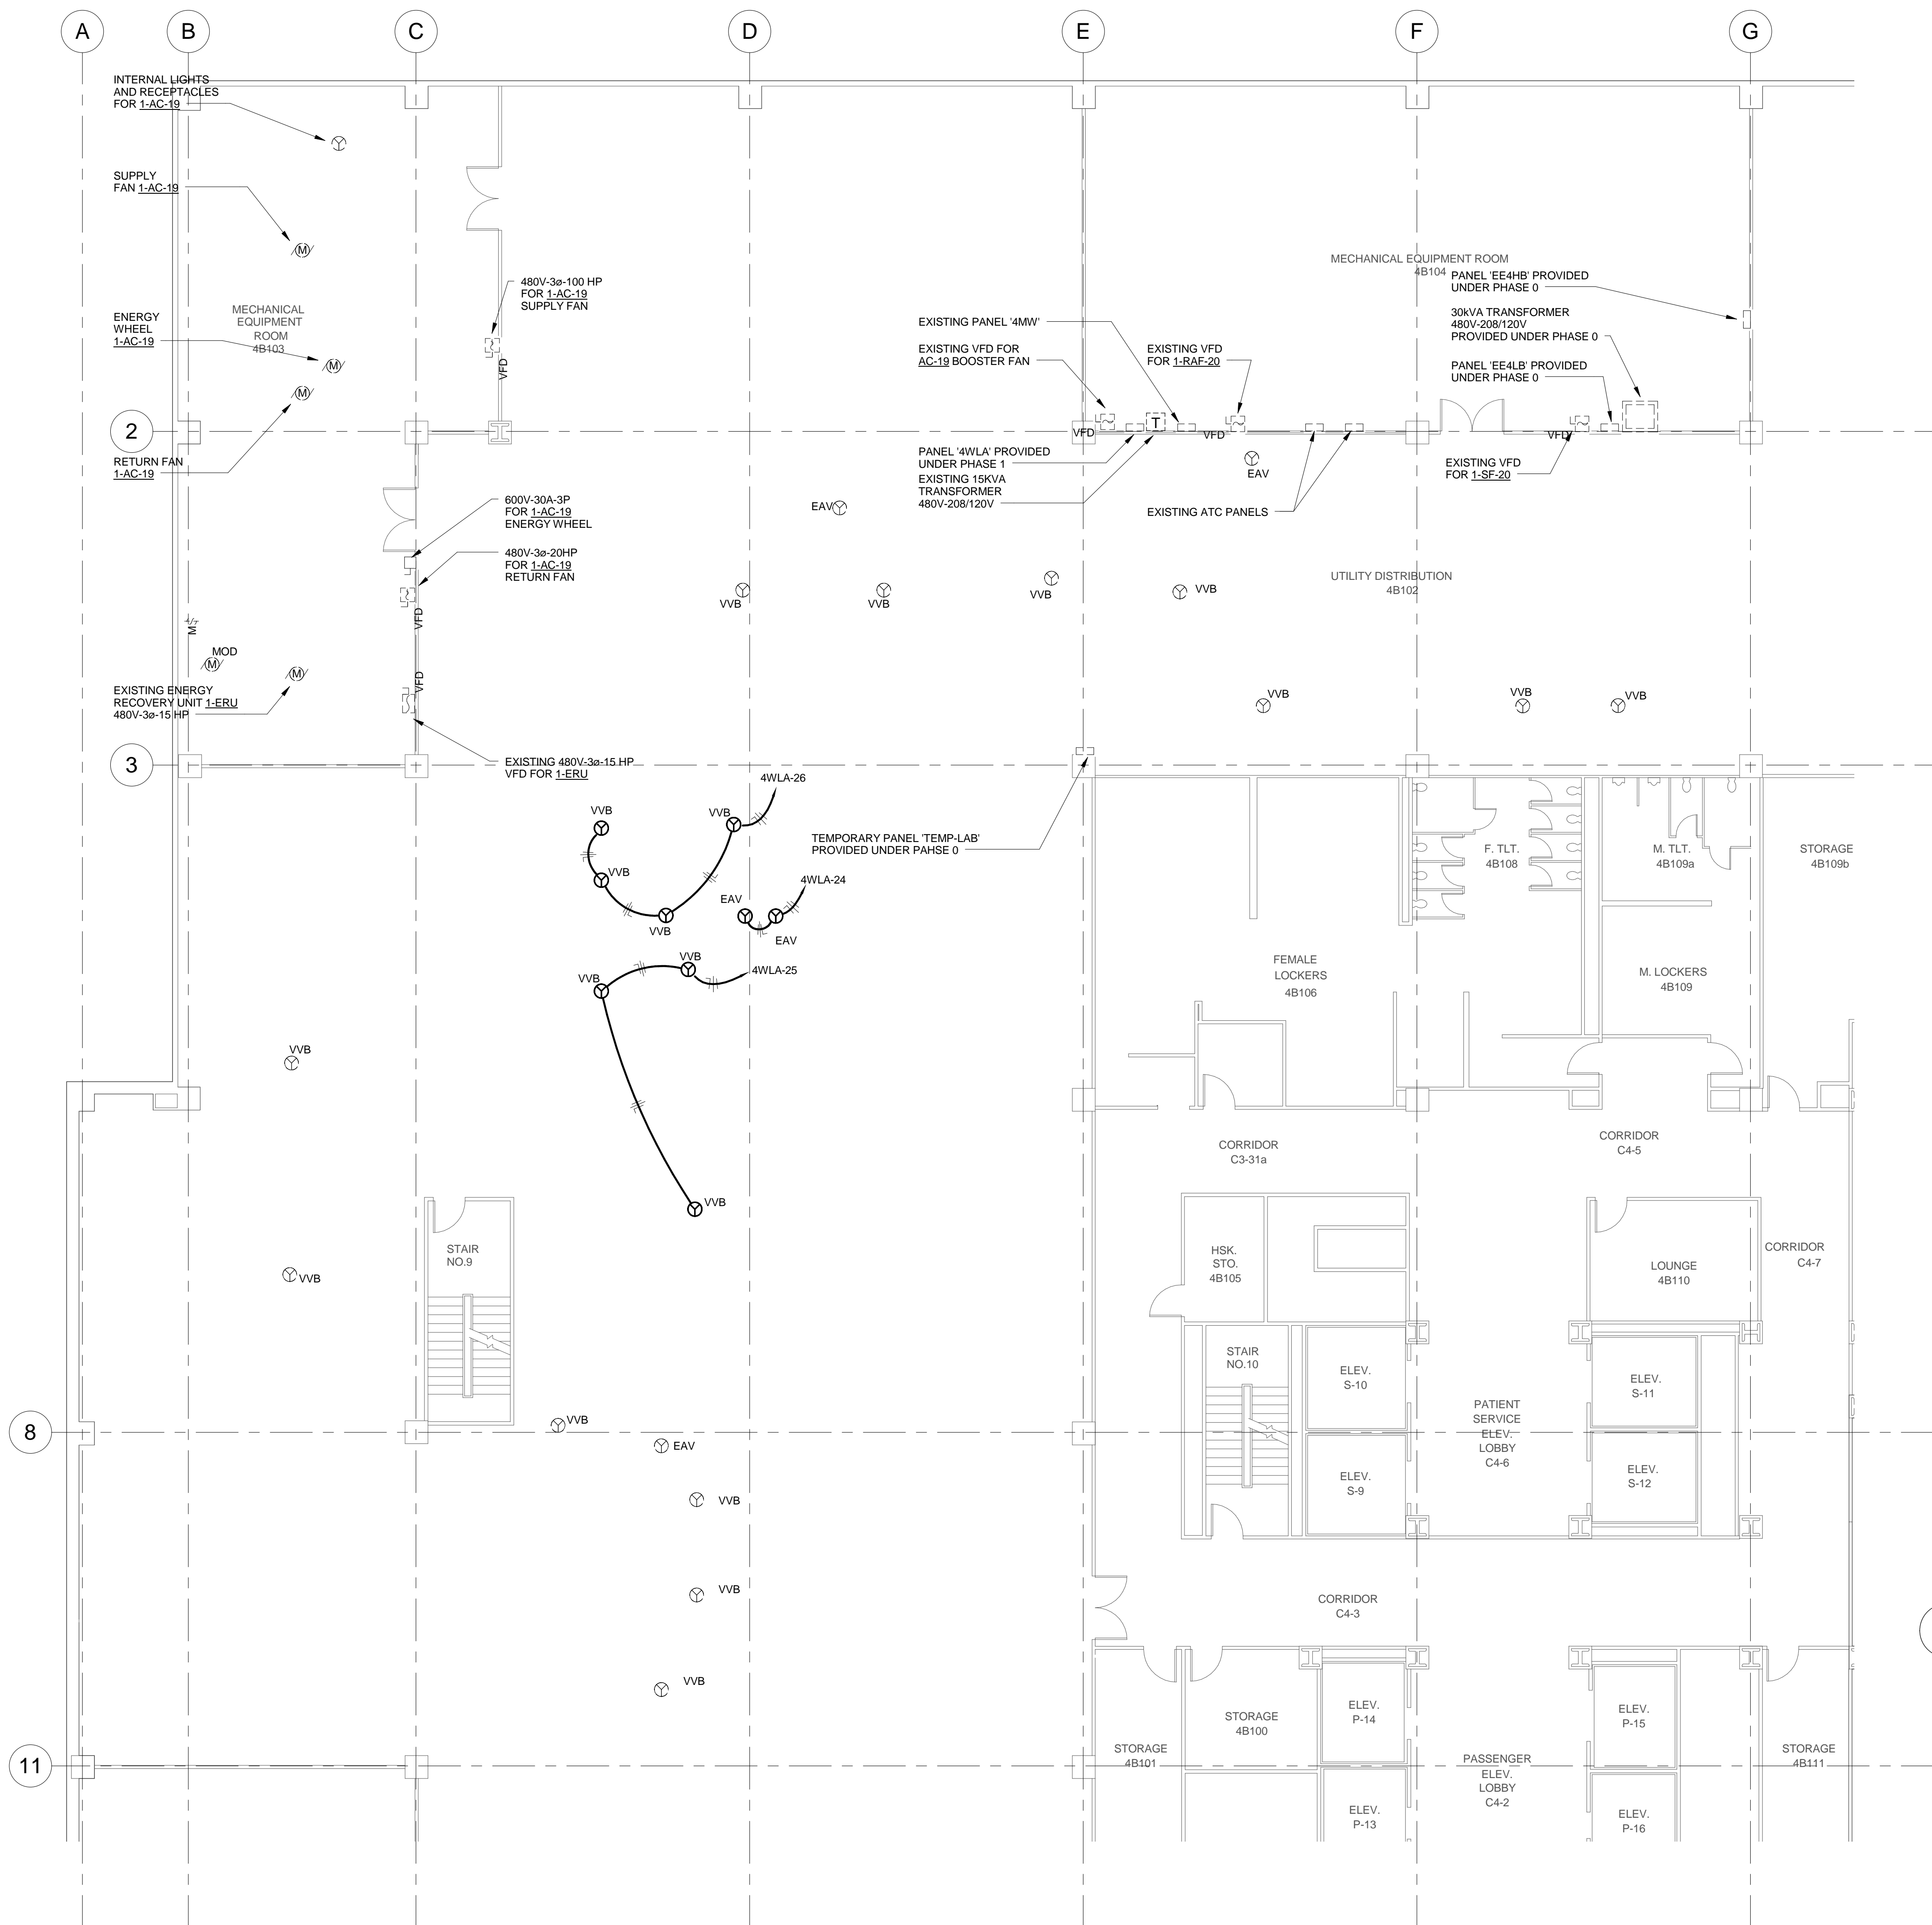 A
B
C
D
E
F
G
INTERNAL LIGHTS
AND RECEPTACLES
FOR 1-AC-19
SUPPLY
FAN 1-AC-19
M
MECHANICAL EQUIPMENT ROOM
4B104
PANEL 'EE4HB' PROVIDED
UNDER PHASE 0
480V-3ø-100 HP
FOR 1-AC-19
SUPPLY FAN
MECHANICAL
EQUIPMENT
ROOM
4B103
ENERGY
WHEEL
1-AC-19
M
M
VFD
EXISTING PANEL '4MW'
EXISTING VFD FOR
AC-19 BOOSTER FAN
EXISTING VFD
FOR 1-RAF-20
30kVA TRANSFORMER
480V-208/120V
PROVIDED UNDER PHASE 0
PANEL 'EE4LB' PROVIDED
UNDER PHASE 0
2
VFD
T
VFD
VFD
RETURN FAN
1-AC-19
PANEL '4WLA' PROVIDED
UNDER PHASE 1
EXISTING 15KVA
TRANSFORMER
480V-208/120V
EAV
EXISTING VFD
FOR 1-SF-20
EXISTING ATC PANELS
600V-30A-3P
FOR 1-AC-19
ENERGY WHEEL
EAV
480V-3ø-20HP
FOR 1-AC-19
RETURN FAN
UTILITY DISTRIBUTION
4B102
VVB
VVB
VVB
VVB
VFD
M
MOD
M
M
VFD
EXISTING ENERGY
RECOVERY UNIT 1-ERU
480V-3ø-15 HP
VVB
VVB
VVB
3
EXISTING 480V-3ø-15 HP
VFD FOR 1-ERU
4WLA-26
VVB
VVB
TEMPORARY PANEL 'TEMP-LAB'
PROVIDED UNDER PAHSE 0
F. TLT.
4B108
M. TLT.
4B109a
STORAGE
4B109b
VVB
4WLA-24
EAV
VVB
EAV
VVB
4WLA-25
VVB
FEMALE
LOCKERS
4B106
M. LOCKERS
4B109
VVB
CORRIDOR
C3-31a
CORRIDOR
C4-5
VVB
STAIR
NO.9
HSK.
STO.
4B105
LOUNGE
4B110
CORRIDOR
C4-7
VVB
STAIR
NO.10
ELEV.
S-10
ELEV.
S-11
PATIENT
SERVICE
ELEV.
LOBBY
C4-6
8
VVB
EAV
ELEV.
S-9
ELEV.
S-12
VVB
VVB
CORRIDOR
C4-3
VVB
STORAGE
4B100
ELEV.
P-14
ELEV.
P-15
11
STORAGE
4B101
PASSENGER
ELEV.
LOBBY
C4-2
STORAGE
4B111
ELEV.
P-13
ELEV.
P-16